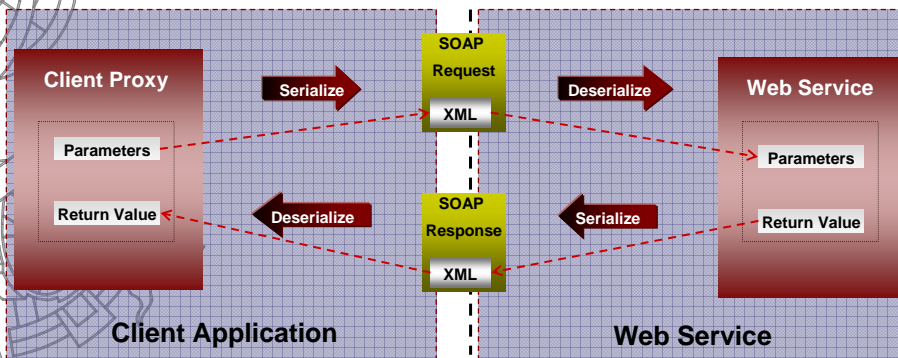 Client Proxy
Serialize
SOAP
Request
XML
Deserialize
Web Service
Parameters
Parameters
Return Value
Deserialize
SOAP
Response
XML
Serialize
Return Value
Client Application
Web Service